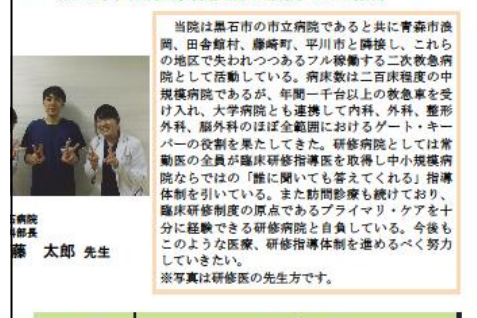 当院は黒石市の市立病院であると共に青森市浪
岡、田舎館村、藤崎町、平川市と隣接し、これら
の地区で失われつつあるフル稼働する二次救急病
院として活動している。病床数は二百床程度の中
規模病院であるが、年間一千台以上の救急車を受
け入れ、大学病院とも連携して内科、外科、整形
外科、脳外科のほぼ全範囲におけるゲート・キー
パーの役割を果たしてきた。研修病院としては常
勤医の全員が臨床研修指導医を取得し中小規模病
院ならではの「誰に聞いても答えてくれる」指導
体制を引いている。また訪問診療も続けており、
臨床研修制度の原点であるプライマリ・ケアを十
分に経験できる研修病院と自負している。今後も
このような医療、研修指導体制を進めるべく努力
していきたい。
※写真は研修医の先生方です。
石病院
科部長
藤 太郎 先生